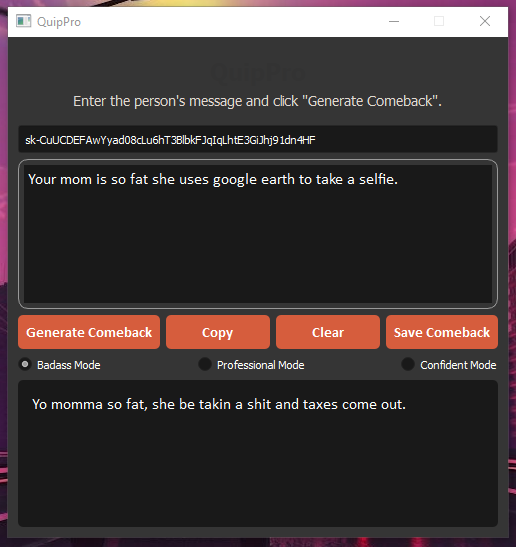 QuipPro
QuipPro
Enter the person's message and click "Generate Comeback".
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
Your mom is so fat she uses google earth to take a selfie.
Generate Comeback Copy Clear Save Comeback
Badass Mode Professional Mode Confident Mode
Yo momma so fat, she be takin a shit and taxes come out.